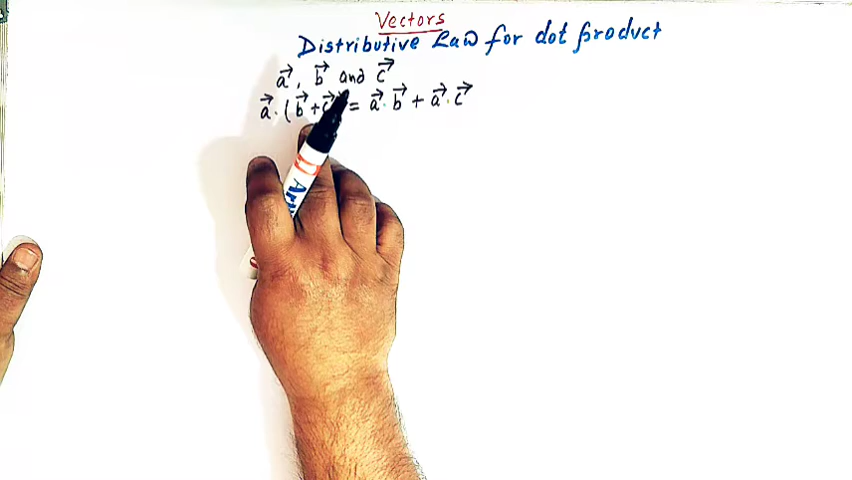 Vectors
Distributive Law for dot product
a⃗, b⃗ and c⃗
a⃗·(b⃗+c⃗) = a⃗·b⃗ + a⃗·c⃗